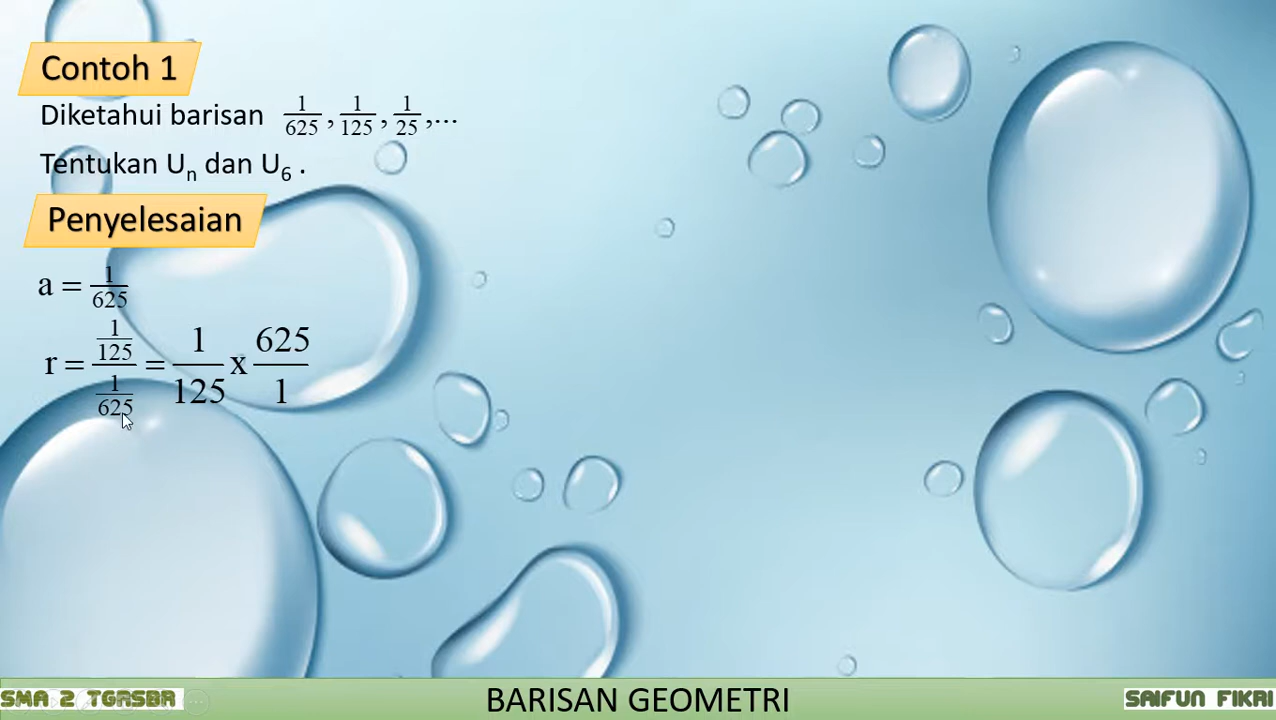 Contoh 1
Diketahui barisan 1/625 , 1/125 , 1/25 ,...
Tentukan Uₙ dan U₆ .
Penyelesaian
a = 1/625
r = (1/125)/(1/625) = 1/125 x 625/1
SMA 2 TGRSBR
BARISAN GEOMETRI
SAIFUN FIKRI